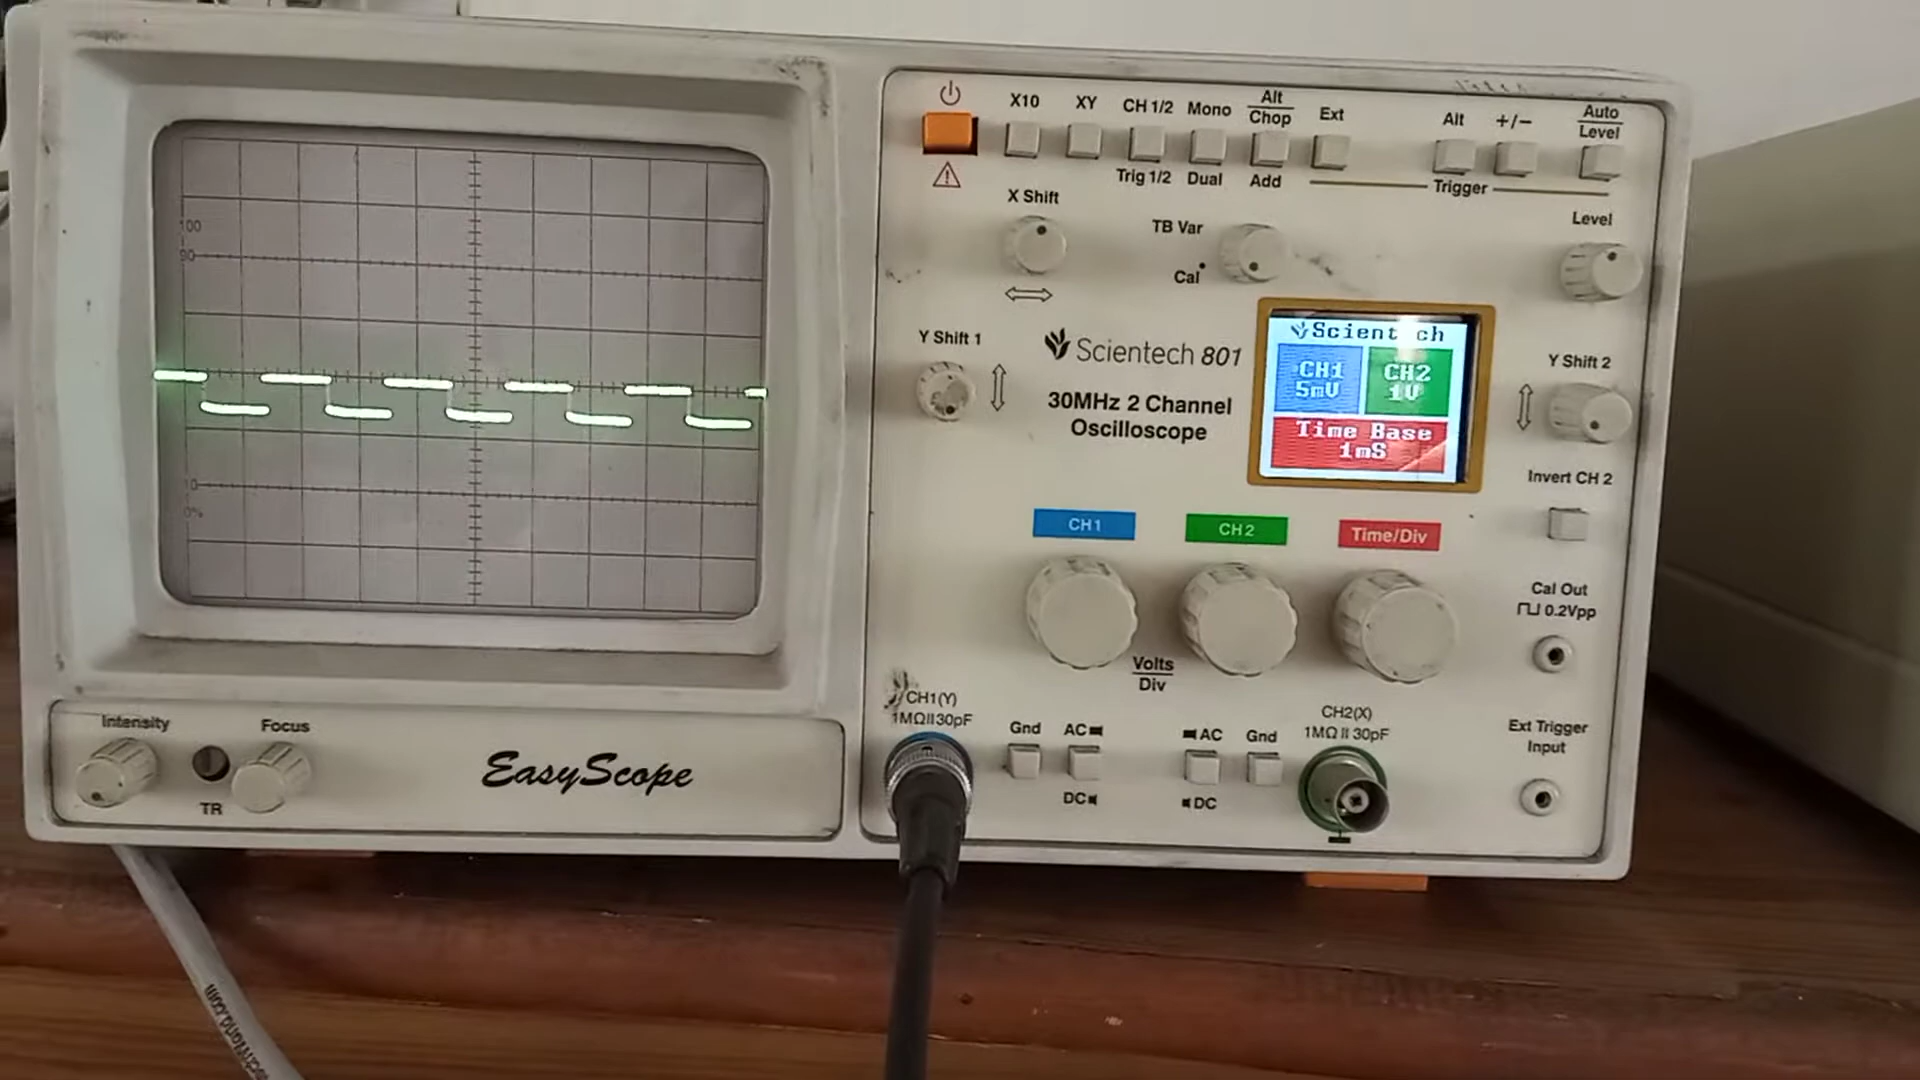 X10
XY
CH 1/2
Mono
Alt
Chop
Ext
Alt
+/−
Auto
Level
Trig 1/2
Dual
Add
Trigger
X Shift
TB Var
Level
100
90
Cal
Y Shift 1
Scientech 801
Y Shift 2
CH1
5mV
CH2
1V
30MHz 2 Channel
Oscilloscope
Time Base
1mS
Invert CH 2
10
0%
CH1
CH2
Time/Div
Cal Out
0.2Vpp
Volts
Div
CH1(Y)
1MΩII30pF
Gnd
AC
DC
AC
Gnd
DC
CH2(X)
1MΩ II 30pF
Ext Trigger
Input
Intensity
Focus
TR
EasyScope